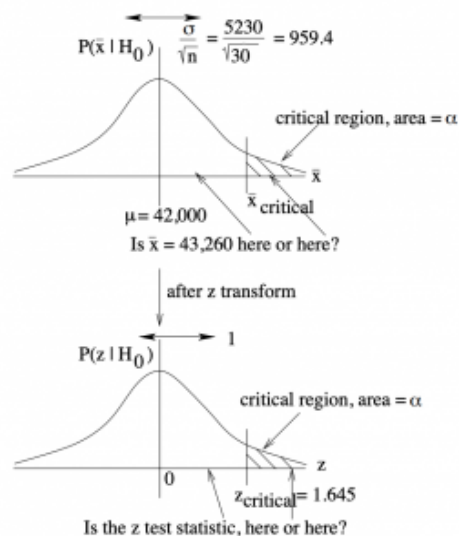 P(x̄ | H₀)
σ/√n = 5230/√30 = 959.4
critical region, area = α
x̄
x̄ critical
μ = 42,000
Is x̄ = 43,260 here or here?
after z transform
1
P(z | H₀)
critical region, area = α
z
0
z critical = 1.645
Is the z test statistic, here or here?